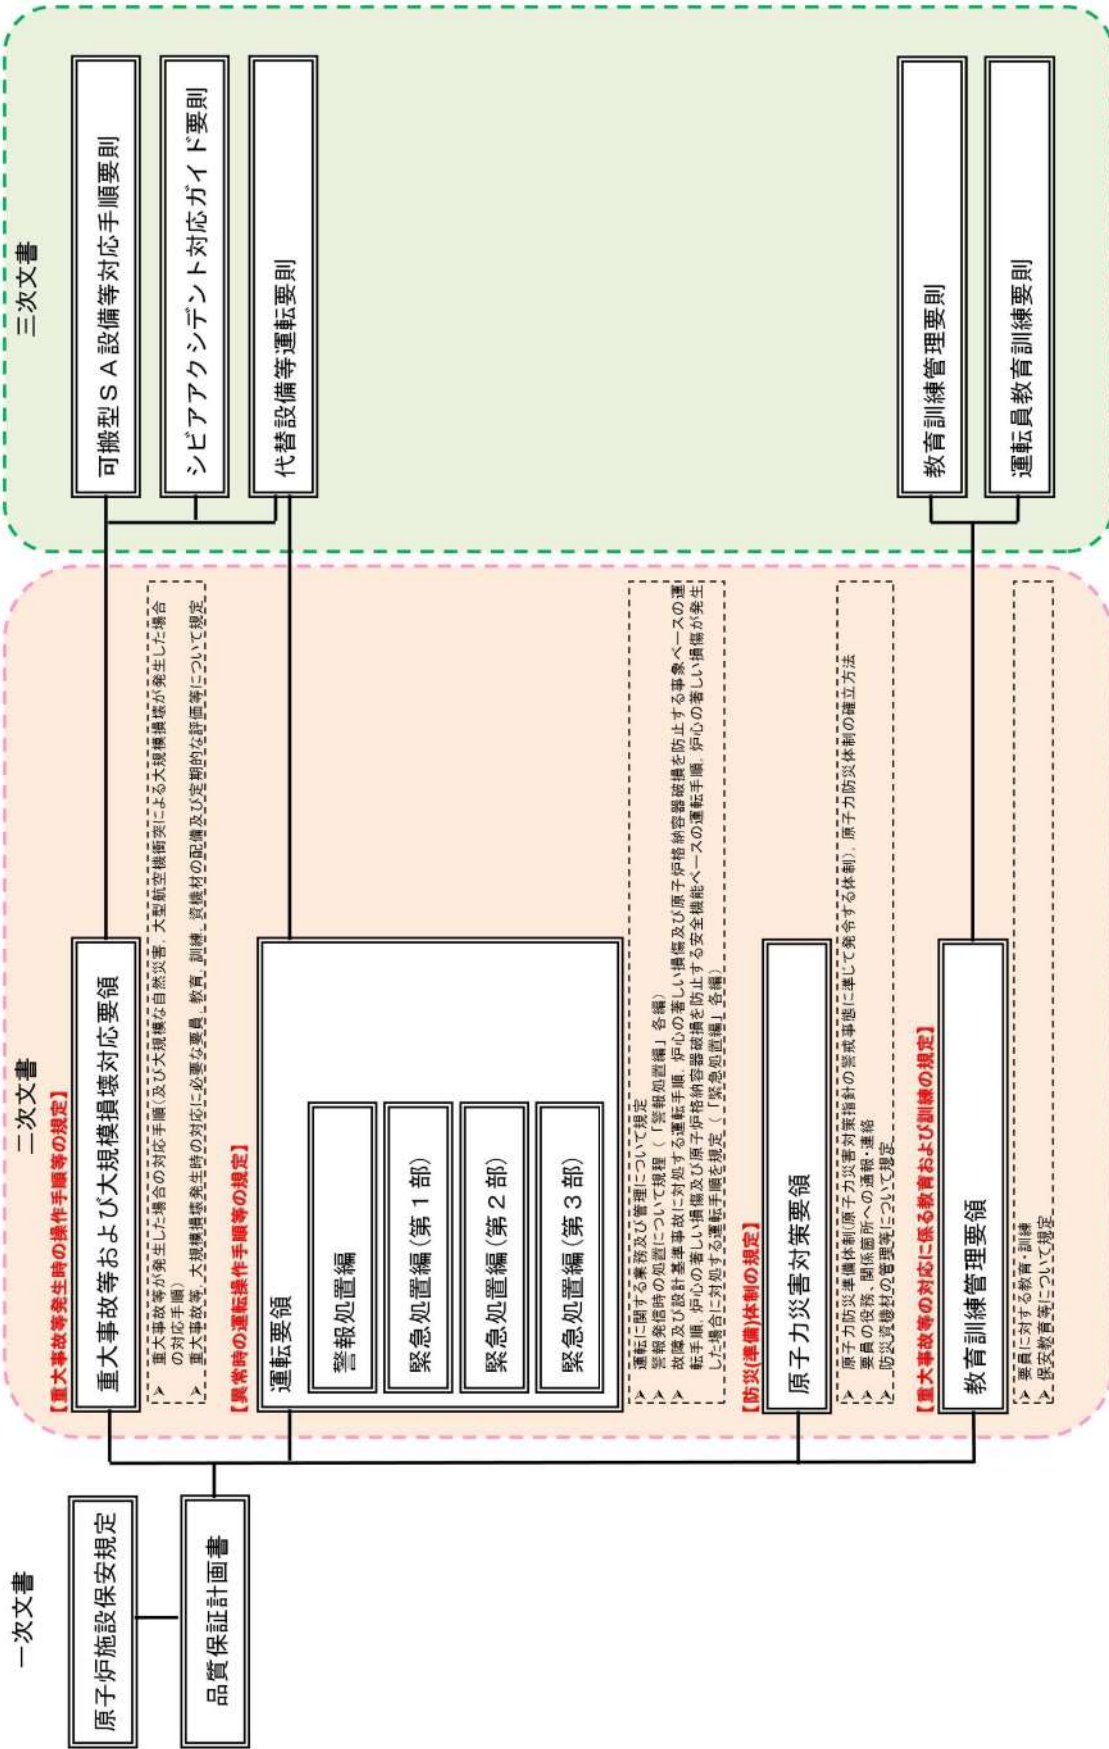 一次文書
原子炉施設保安規定
品質保証計画書
二次文書
【重大事故等発生時の操作手順等の規定】
重大事故等および大規模損壊対応要領
➤ 重大事故等が発生した場合の対応手順(及び大規模な自然災害、大型航空機衝突による大規模損壊が発生した場合
の対応手順)
➤ 重大事故等、大規模損壊発生時の対応に必要な要員、教育、訓練、資機材の配備及び定期的な評価等について規定
【異常時の運転操作手順等の規定】
運転要領
警報処置編
緊急処置編(第1部)
緊急処置編(第2部)
緊急処置編(第3部)
➤ 運転に関する業務及び管理について規定
➤ 警報発信時の処置について規程(「警報処置編」各編)
➤ 故障及び設計基準事故に対処する運転手順、炉心の著しい損傷及び原子炉格納容器破損を防止する事象ベースの運
転手順、炉心の著しい損傷及び原子炉格納容器破損を防止する安全機能ベースの運転手順、炉心の著しい損傷が発生
した場合に対処する運転手順を規定(「緊急処置編」各編)
【防災(準備)体制の規定】
原子力災害対策要領
➤ 原子力防災準備体制(原子力災害対策指針の警戒事態に準じて発令する体制)、原子力防災体制の確立方法
➤ 要員の役務、関係箇所への通報・連絡
➤ 防災資機材の管理等について規定
【重大事故等の対応に係る教育および訓練の規定】
教育訓練管理要領
➤ 要員に対する教育・訓練
➤ 保安教育等について規定
三次文書
可搬型SA設備等対応手順要則
シビアアクシデント対応ガイド要則
代替設備等運転要則
教育訓練管理要則
運転員教育訓練要則